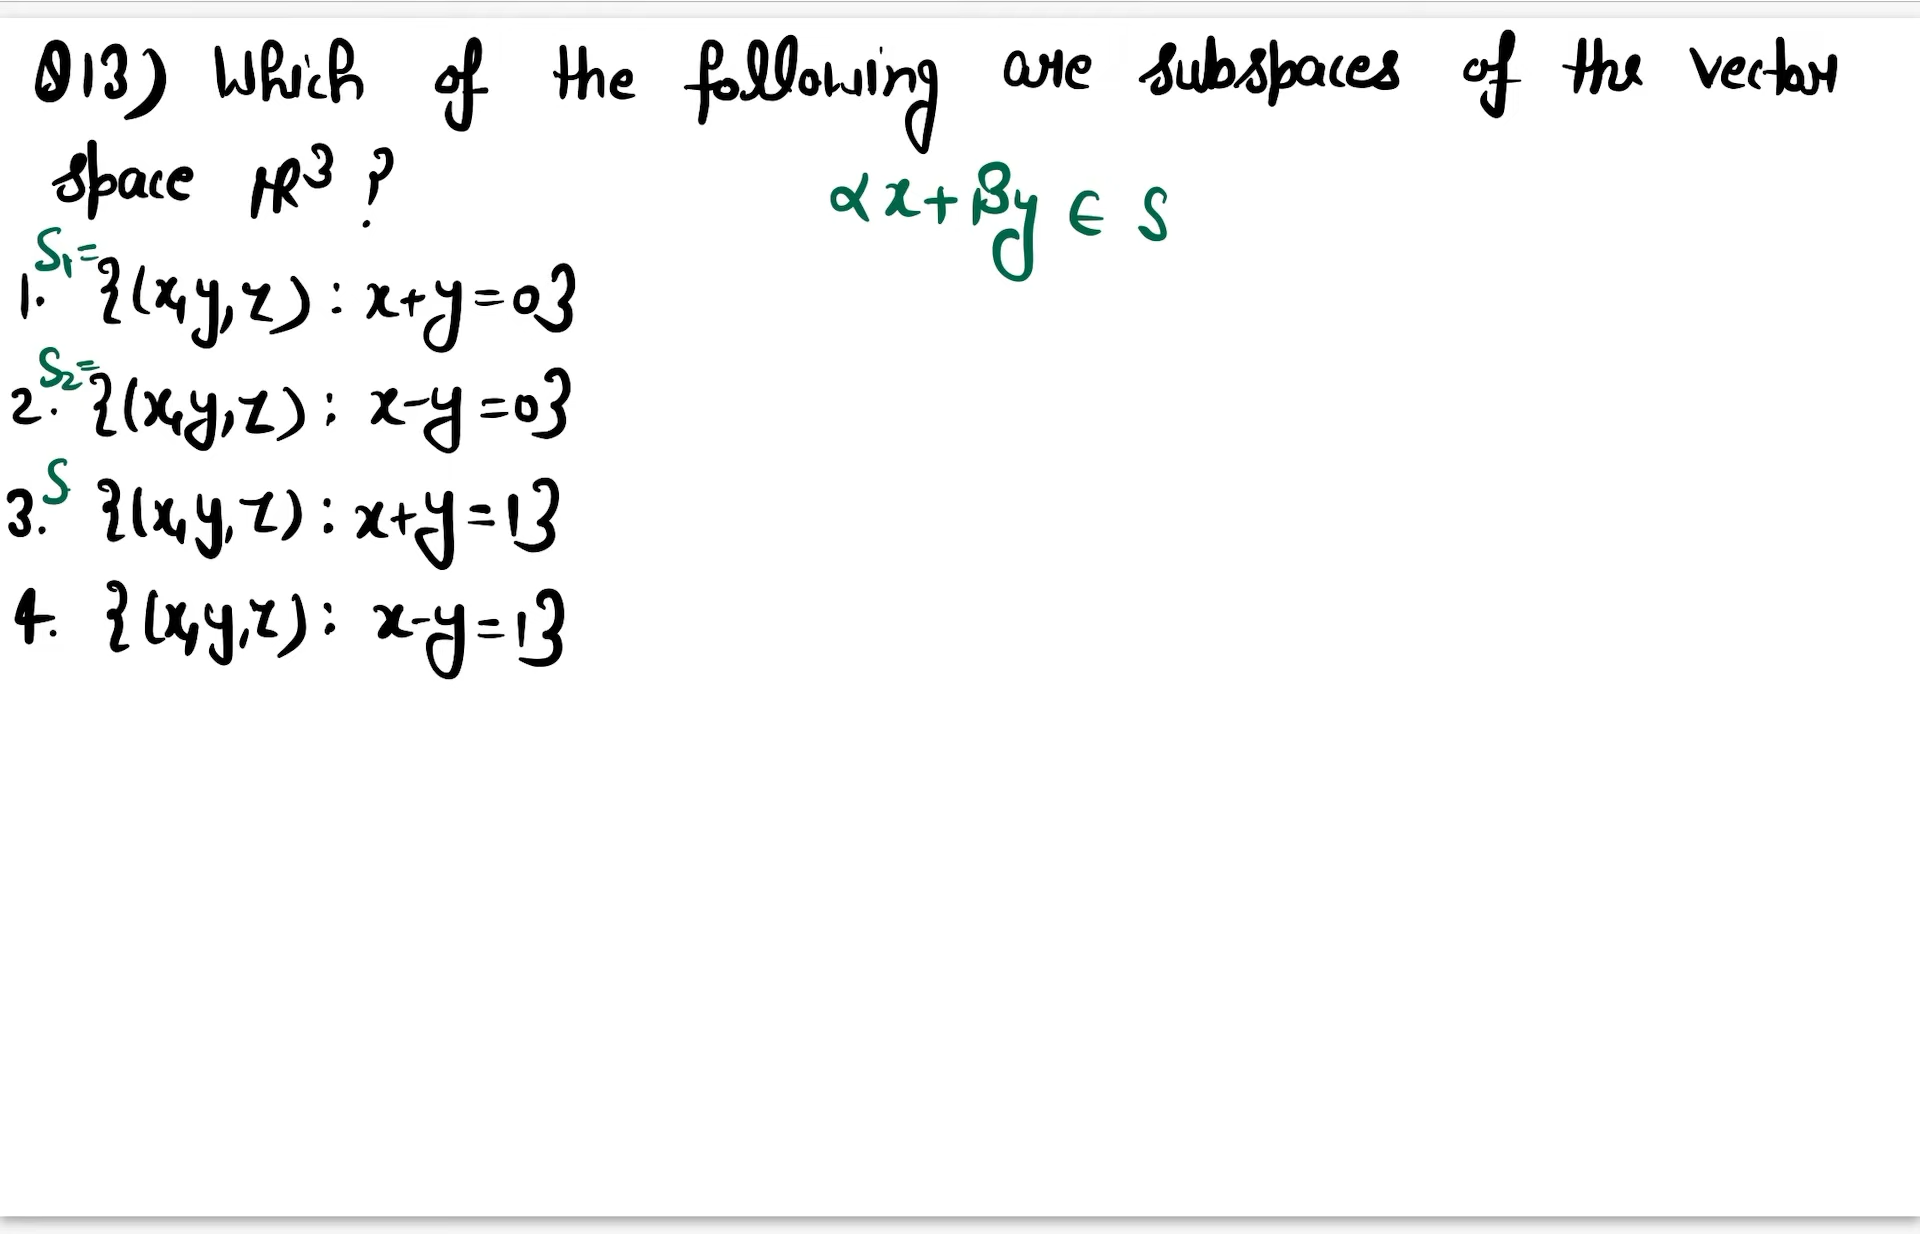 Q13) Which of the following are subspaces of the vector
space ℝ³ ?
αx+βy ∈ S
1. S₁= {(x,y,z) : x+y=0}
2. S₂= {(x,y,z) : x-y=0}
3. S {(x,y,z) : x+y=1}
4. {(x,y,z) : x-y=1}